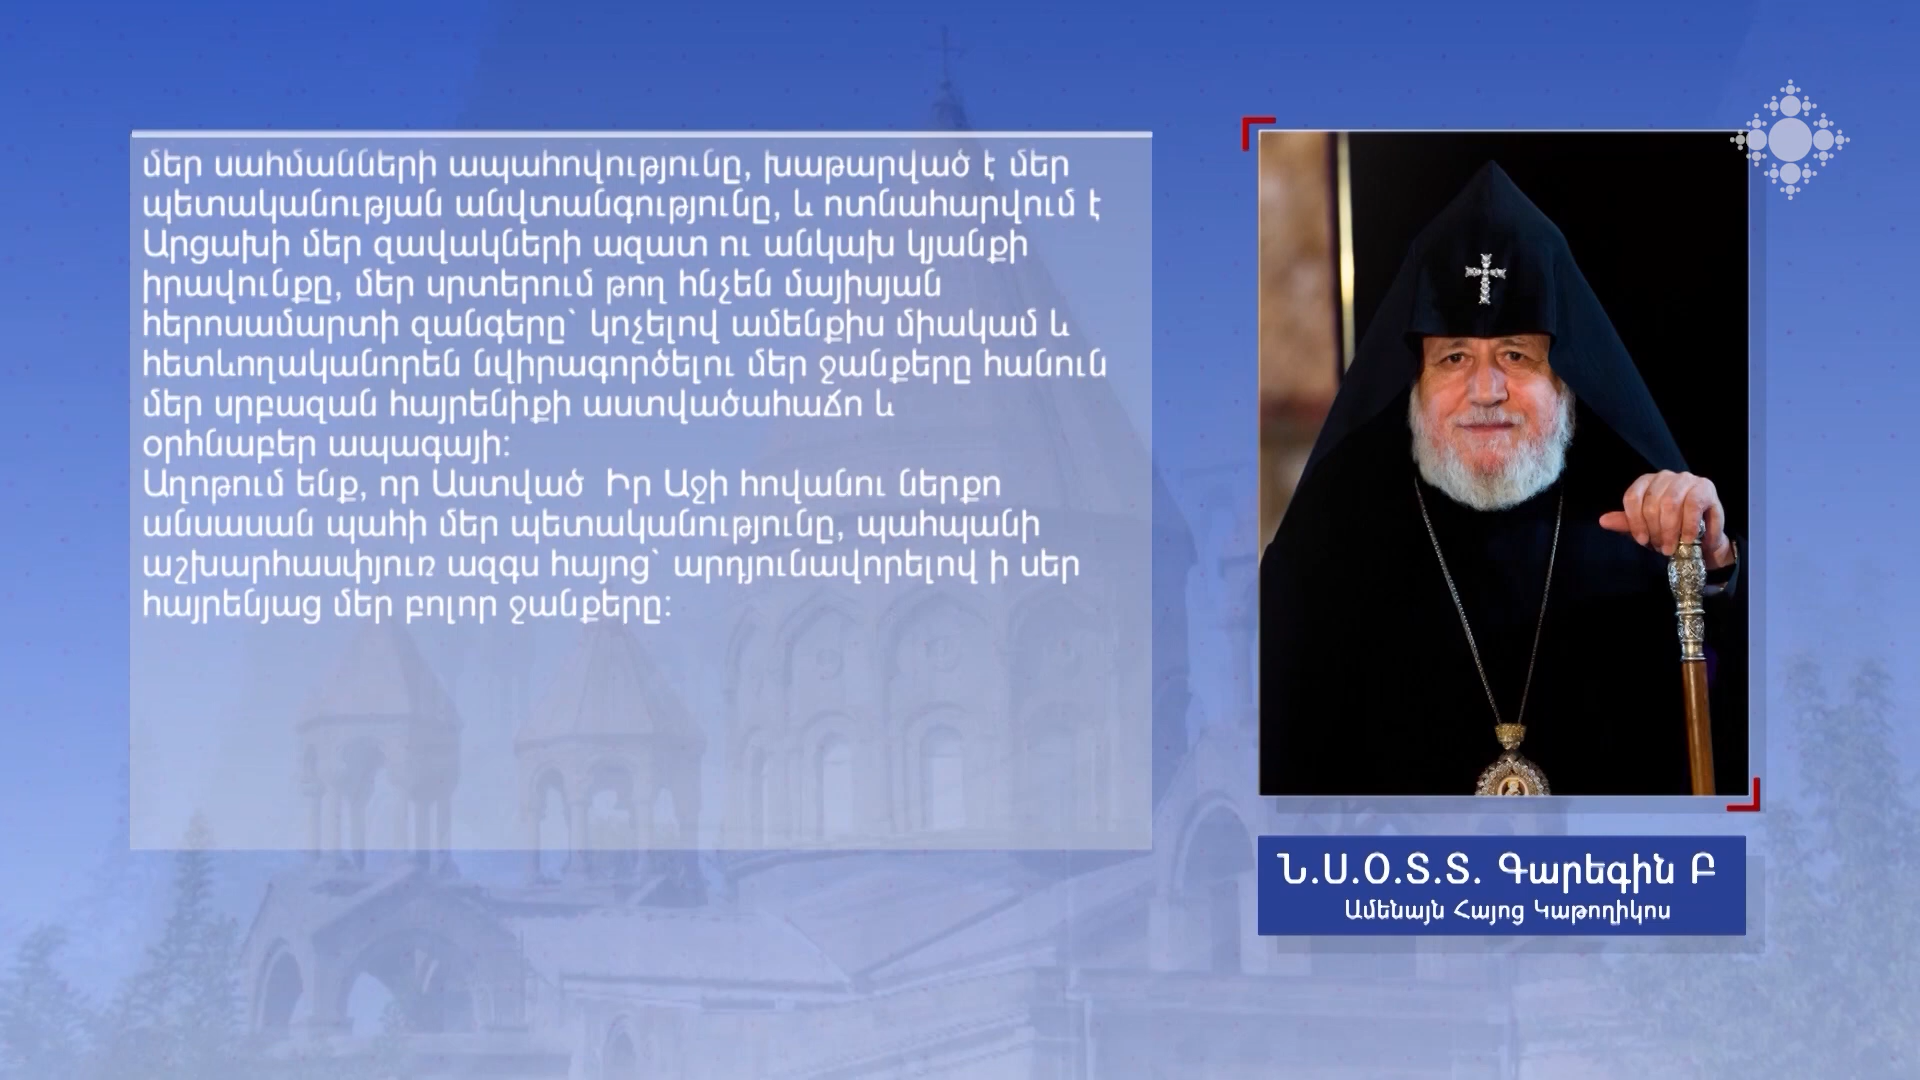 մեր սահմանների ապահովությունը, խաթարված է մեր
պետականության անվտանգությունը, և ոտնահարվում է
Արցախի մեր զավակների ազատ ու անկախ կյանքի
իրավունքը, մեր սրտերում թող հնչեն մայիսյան
հերոսամարտի զանգերը՝ կոչելով ամենքիս միակամ և
հետևողականորեն նվիրագործելու մեր ջանքերը հանուն
մեր սրբազան հայրենիքի աստվածահաճո և
օրհնաբեր ապագայի:
Աղոթում ենք, որ Աստված  Իր Աջի հովանու ներքո
անսասան պահի մեր պետականությունը, պահպանի
աշխարհասփյուռ ազգս հայոց՝ արդյունավորելով ի սեր
հայրենյաց մեր բոլոր ջանքերը:
Ն.Ս.Օ.Տ.Տ. Գարեգին Բ
Ամենայն Հայոց Կաթողիկոս